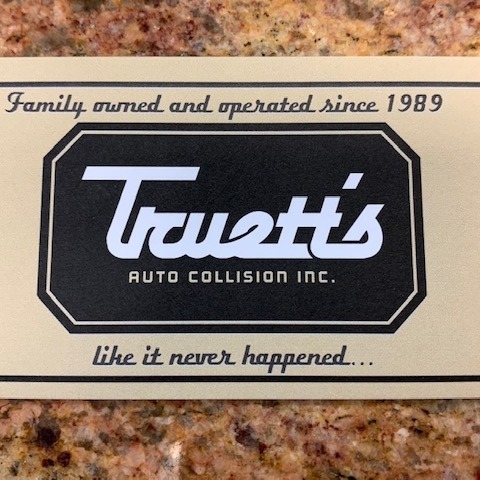 Family owned and operated since 1989
Truett's
AUTO COLLISION INC.
like it never happened...